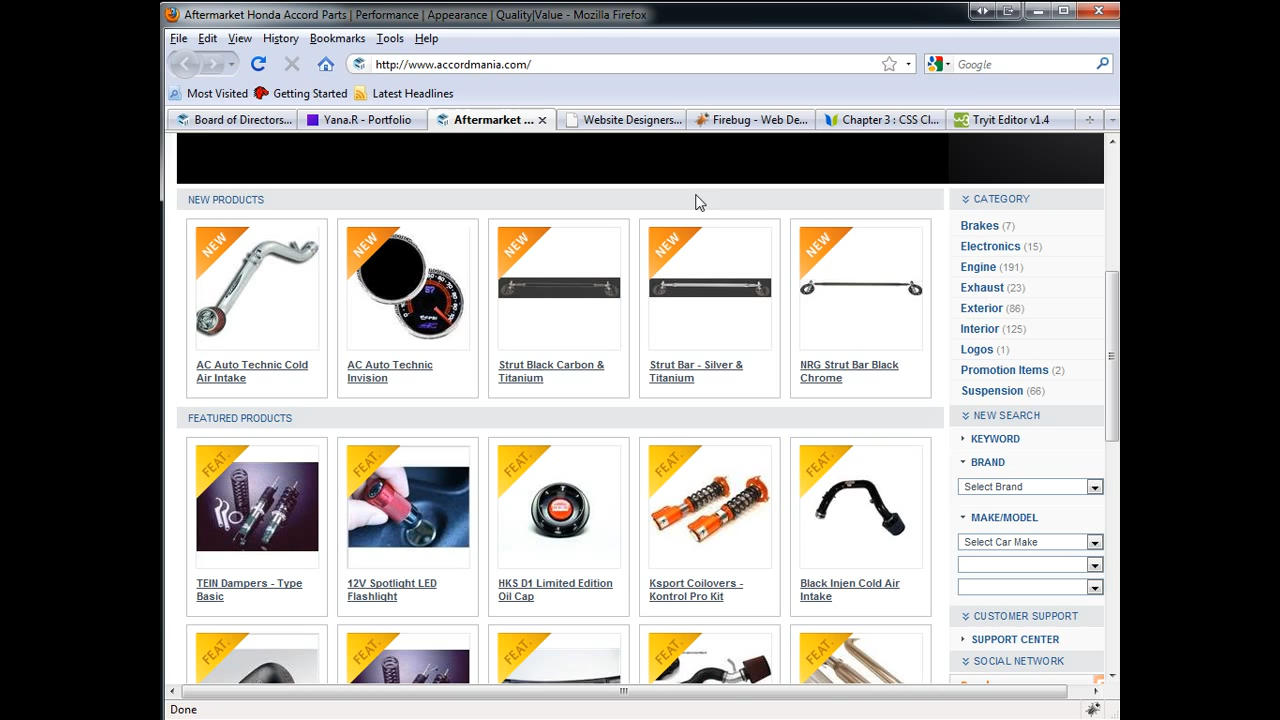 Aftermarket Honda Accord Parts | Performance | Appearance | Quality|Value - Mozilla Firefox
File Edit View History Bookmarks Tools Help
http://www.accordmania.com/
Google
Most Visited Getting Started Latest Headlines
Board of Directors... Yana.R - Portfolio Aftermarket ... Website Designers... Firebug - Web De... Chapter 3 : CSS Cl... Tryit Editor v1.4
NEW PRODUCTS
NEW NEW NEW NEW NEW
AC Auto Technic Cold Air Intake
AC Auto Technic Invision
Strut Black Carbon & Titanium
Strut Bar - Silver & Titanium
NRG Strut Bar Black Chrome
FEATURED PRODUCTS
FEAT. FEAT. FEAT. FEAT. FEAT.
TEIN Dampers - Type Basic
12V Spotlight LED Flashlight
HKS D1 Limited Edition Oil Cap
Ksport Coilovers - Kontrol Pro Kit
Black Injen Cold Air Intake
FEAT. FEAT. FEAT. FEAT. FEAT.
CATEGORY
Brakes (7)
Electronics (15)
Engine (191)
Exhaust (23)
Exterior (86)
Interior (125)
Logos (1)
Promotion Items (2)
Suspension (66)
NEW SEARCH
KEYWORD
BRAND
Select Brand
MAKE/MODEL
Select Car Make
CUSTOMER SUPPORT
SUPPORT CENTER
SOCIAL NETWORK
Done